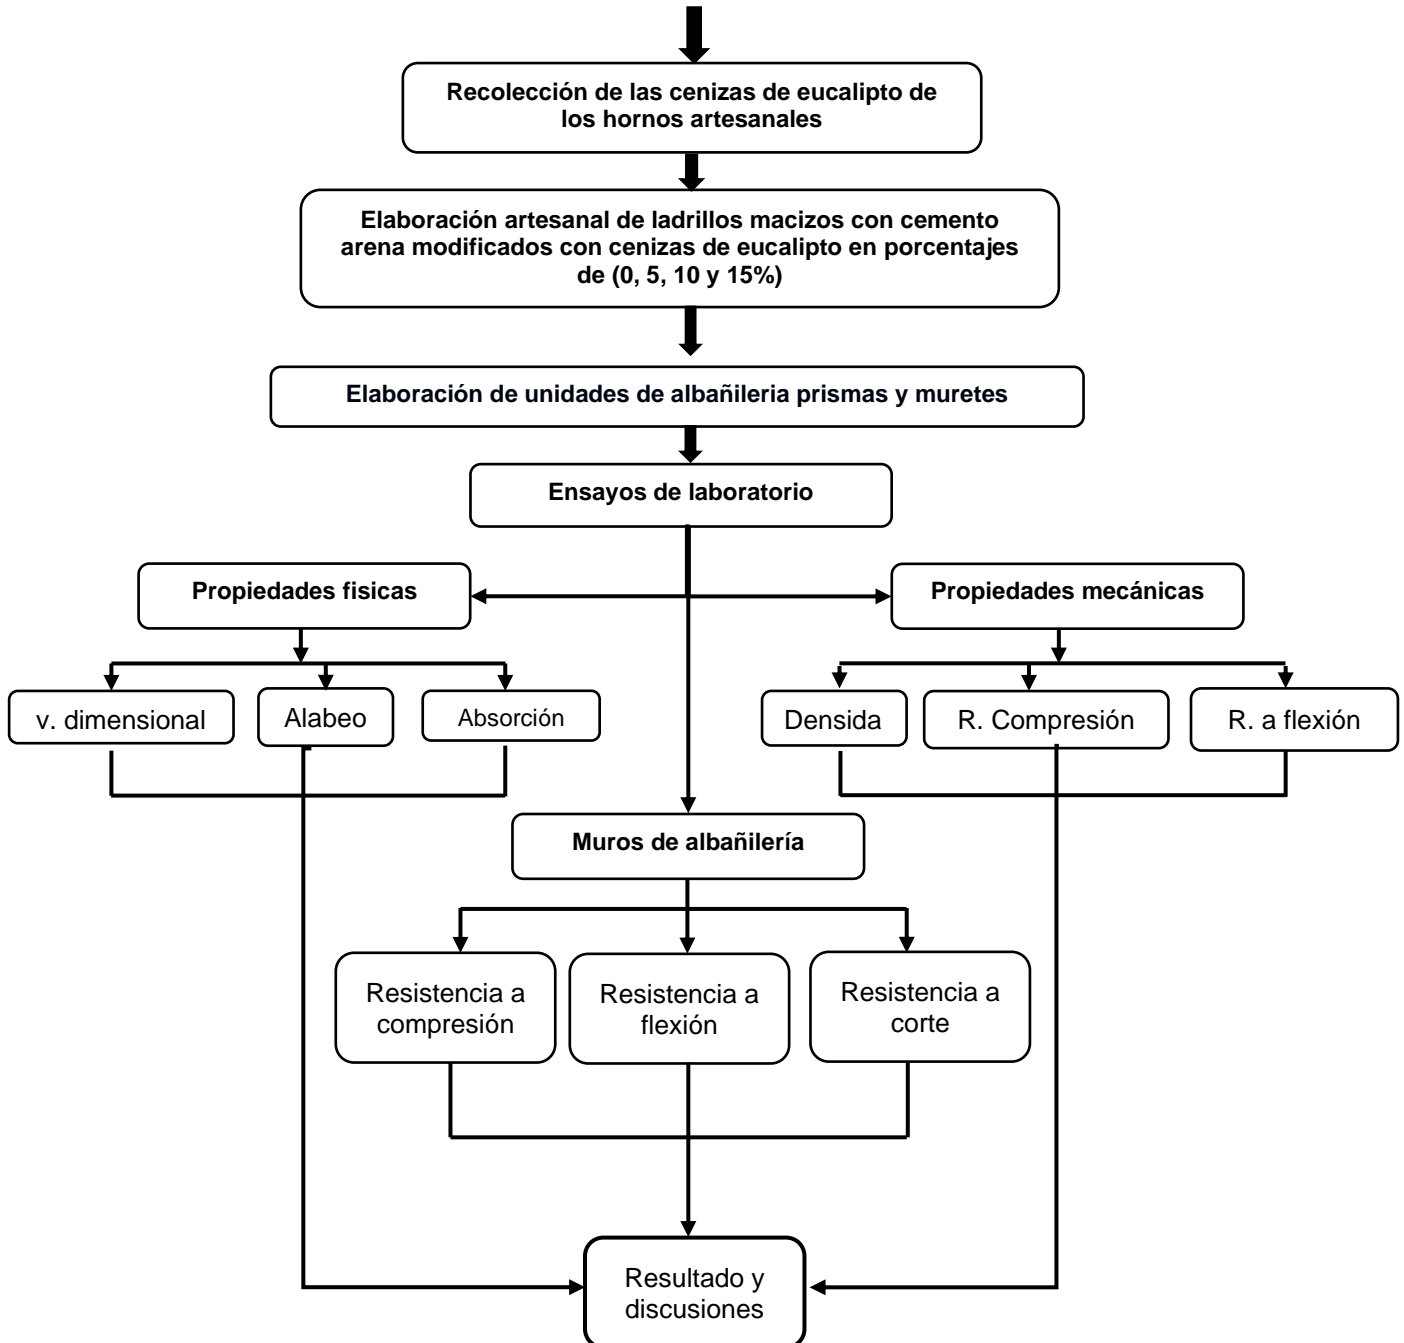 Recolección de las cenizas de eucalipto de
los hornos artesanales
Elaboración artesanal de ladrillos macizos con cemento
arena modificados con cenizas de eucalipto en porcentajes
de (0, 5, 10 y 15%)
Elaboración de unidades de albañileria prismas y muretes
Ensayos de laboratorio
Propiedades fisicas
Propiedades mecánicas
v. dimensional
Alabeo
Absorción
Densida
R. Compresión
R. a flexión
Muros de albañilería
Resistencia a
compresión
Resistencia a
flexión
Resistencia a
corte
Resultado y
discusiones